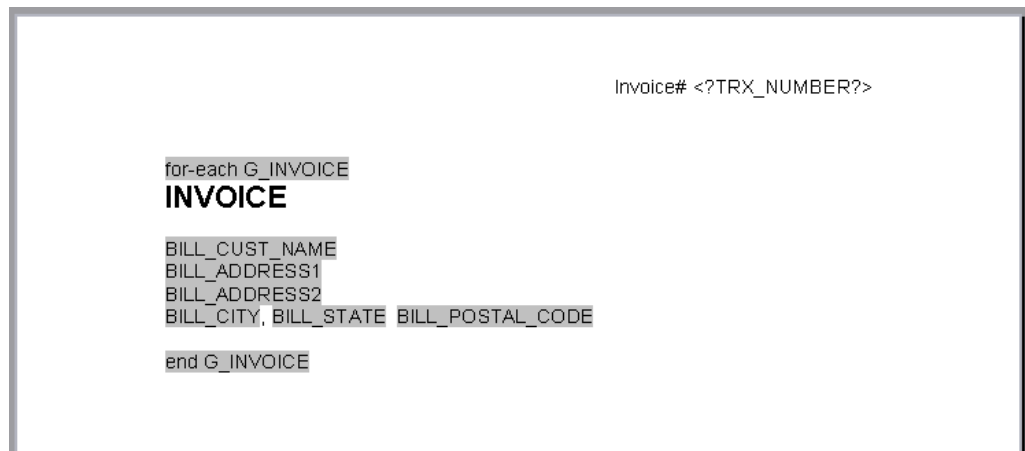 Invoice# <?TRX_NUMBER?>
for-each G_INVOICE
INVOICE
BILL_CUST_NAME
BILL_ADDRESS1
BILL_ADDRESS2
BILL_CITY, BILL_STATE BILL_POSTAL_CODE
end G_INVOICE